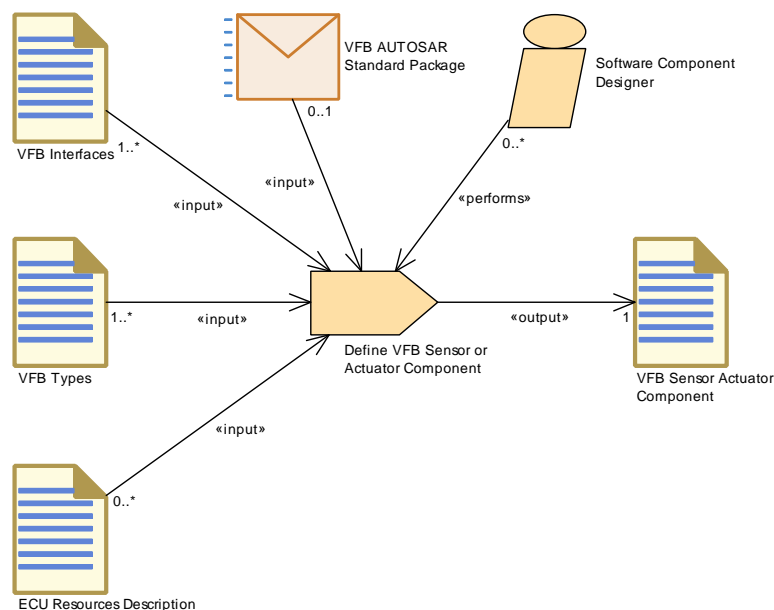 VFB AUTOSAR
Standard Package
Software Component
Designer
0..1
0..*
VFB Interfaces
1..*
«input»
«input»
«performs»
VFB Types
1..*
«input»
Define VFB Sensor or
Actuator Component
«output»
1
VFB Sensor Actuator
Component
«input»
0..*
ECU Resources Description